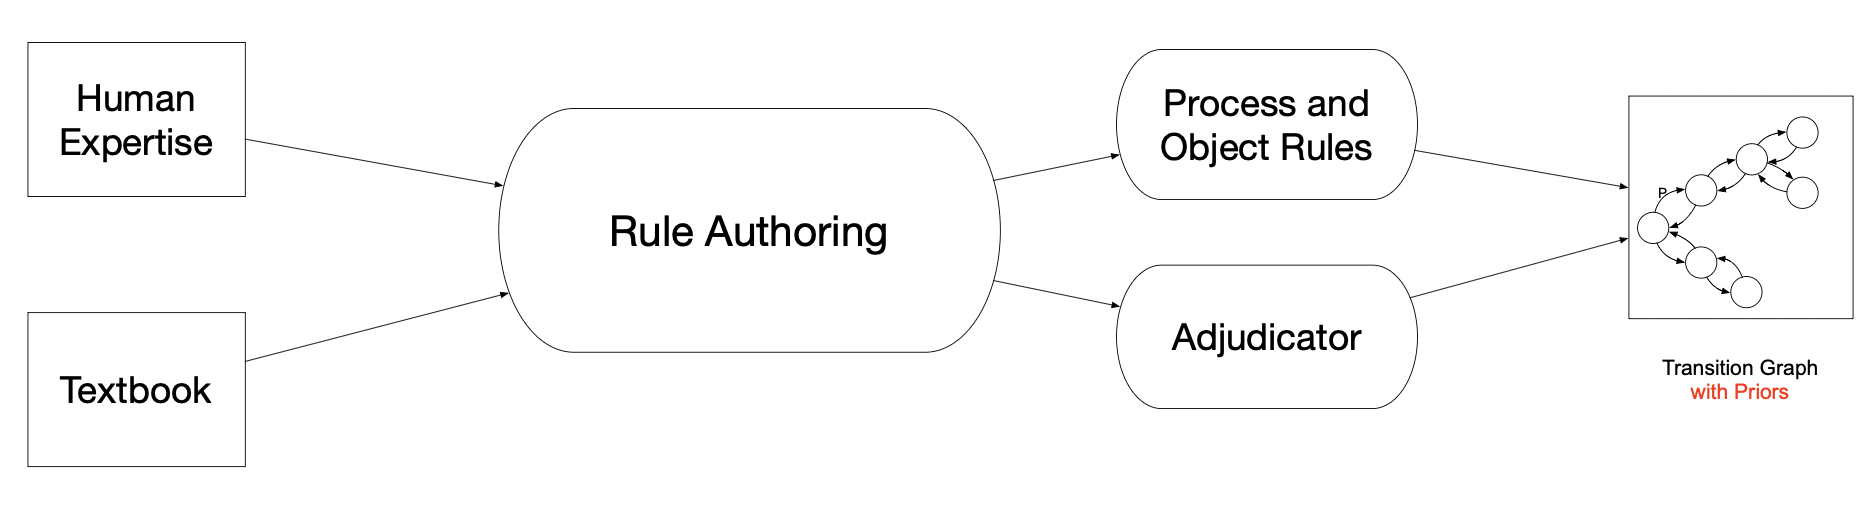 Human
Expertise
Textbook
Rule Authoring
Process and
Object Rules
Adjudicator
P
Transition Graph
with Priors